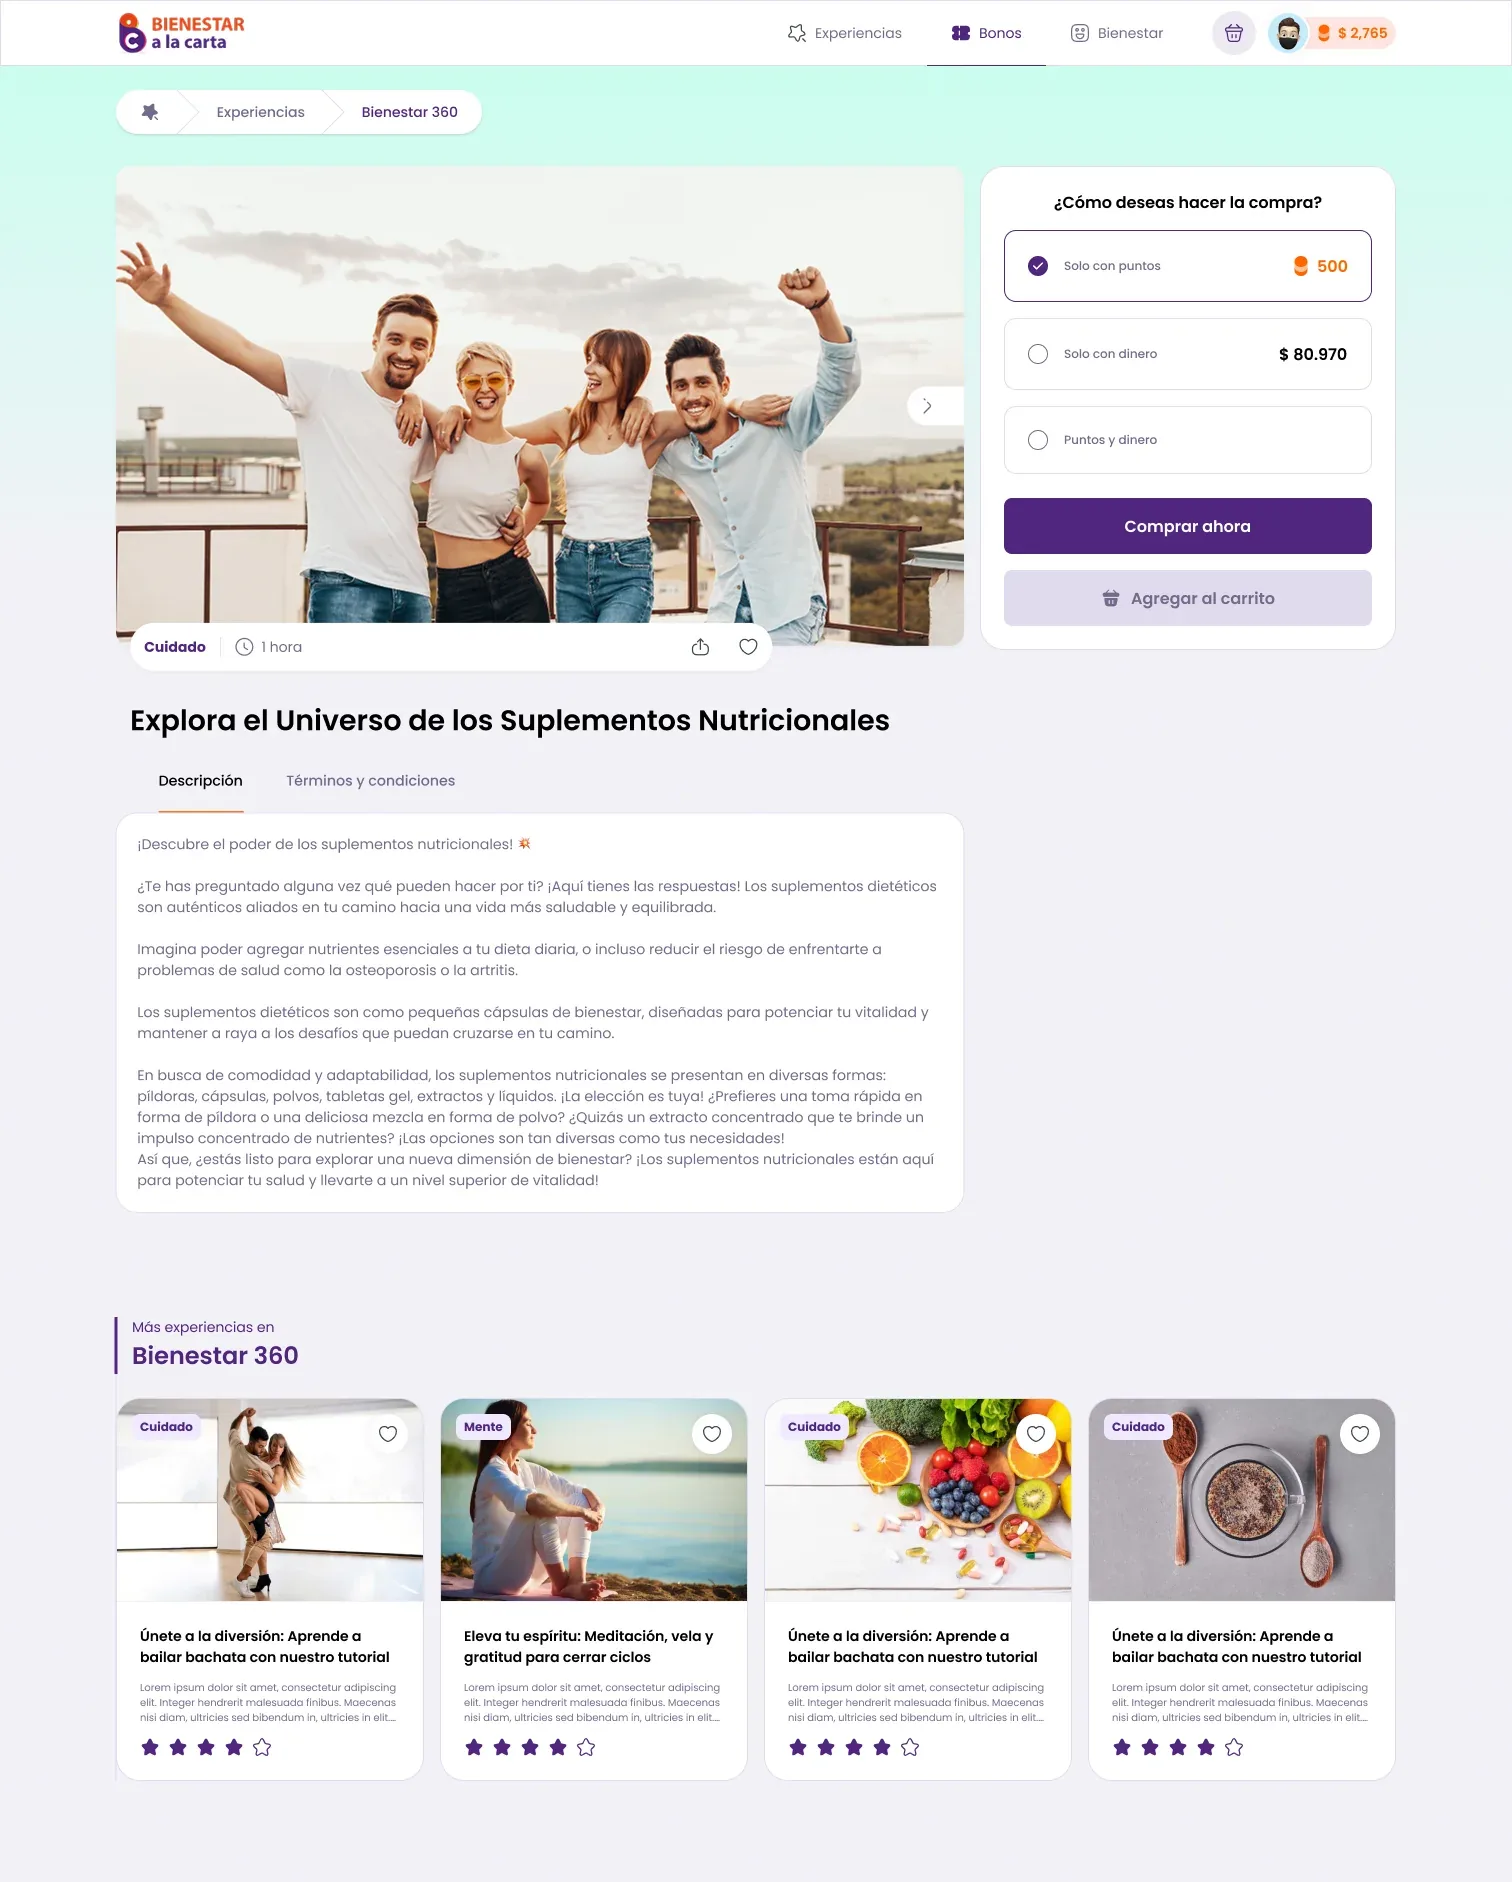 BIENESTAR
a la carta
Experiencias
Bonos
Bienestar
$ 2,765
Experiencias
Bienestar 360
¿Cómo deseas hacer la compra?
Solo con puntos
500
Solo con dinero
$ 80.970
Puntos y dinero
Comprar ahora
Agregar al carrito
Cuidado
1 hora
Explora el Universo de los Suplementos Nutricionales
Descripción
Términos y condiciones
¡Descubre el poder de los suplementos nutricionales! 💥
¿Te has preguntado alguna vez qué pueden hacer por ti? ¡Aquí tienes las respuestas! Los suplementos dietéticos
son auténticos aliados en tu camino hacia una vida más saludable y equilibrada.
Imagina poder agregar nutrientes esenciales a tu dieta diaria, o incluso reducir el riesgo de enfrentarte a
problemas de salud como la osteoporosis o la artritis.
Los suplementos dietéticos son como pequeñas cápsulas de bienestar, diseñadas para potenciar tu vitalidad y
mantener a raya a los desafíos que puedan cruzarse en tu camino.
En busca de comodidad y adaptabilidad, los suplementos nutricionales se presentan en diversas formas:
píldoras, cápsulas, polvos, tabletas gel, extractos y líquidos. ¡La elección es tuya! ¿Prefieres una toma rápida en
forma de píldora o una deliciosa mezcla en forma de polvo? ¿Quizás un extracto concentrado que te brinde un
impulso concentrado de nutrientes? ¡Las opciones son tan diversas como tus necesidades!
Así que, ¿estás listo para explorar una nueva dimensión de bienestar? ¡Los suplementos nutricionales están aquí
para potenciar tu salud y llevarte a un nivel superior de vitalidad!
Más experiencias en
Bienestar 360
Cuidado
Únete a la diversión: Aprende a
bailar bachata con nuestro tutorial
Lorem ipsum dolor sit amet, consectetur adipiscing
elit. Integer hendrerit malesuada finibus. Maecenas
nisi diam, ultricies sed bibendum in, ultricies in elit....
Mente
Eleva tu espíritu: Meditación, vela y
gratitud para cerrar ciclos
Lorem ipsum dolor sit amet, consectetur adipiscing
elit. Integer hendrerit malesuada finibus. Maecenas
nisi diam, ultricies sed bibendum in, ultricies in elit....
Cuidado
Únete a la diversión: Aprende a
bailar bachata con nuestro tutorial
Lorem ipsum dolor sit amet, consectetur adipiscing
elit. Integer hendrerit malesuada finibus. Maecenas
nisi diam, ultricies sed bibendum in, ultricies in elit....
Cuidado
Únete a la diversión: Aprende a
bailar bachata con nuestro tutorial
Lorem ipsum dolor sit amet, consectetur adipiscing
elit. Integer hendrerit malesuada finibus. Maecenas
nisi diam, ultricies sed bibendum in, ultricies in elit....